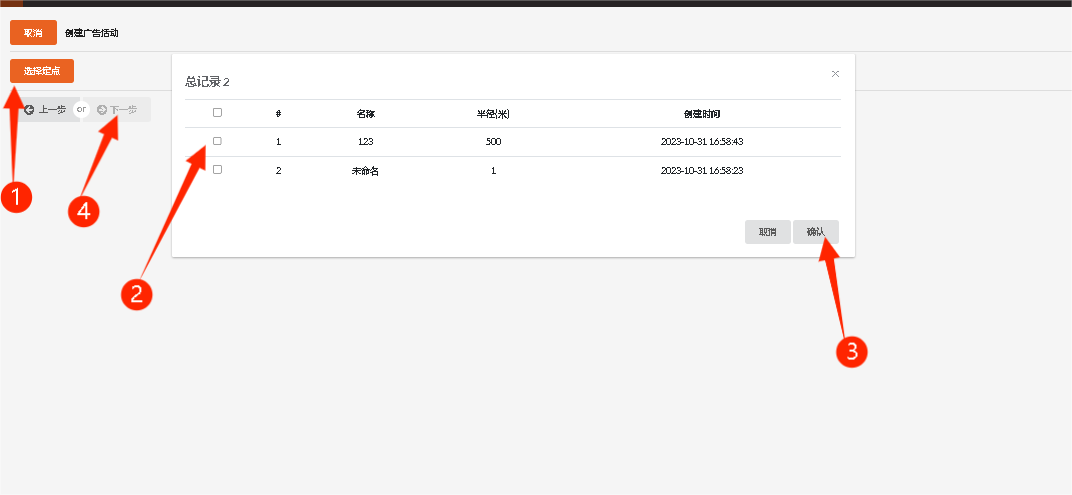 取消 创建广告活动
选择定点
上一步 or 下一步
总记录 2
×
# 名称 半径(米) 创建时间
1 123 500 2023-10-31 16:58:43
2 未命名 1 2023-10-31 16:58:23
取消 确认
1
4
2
3